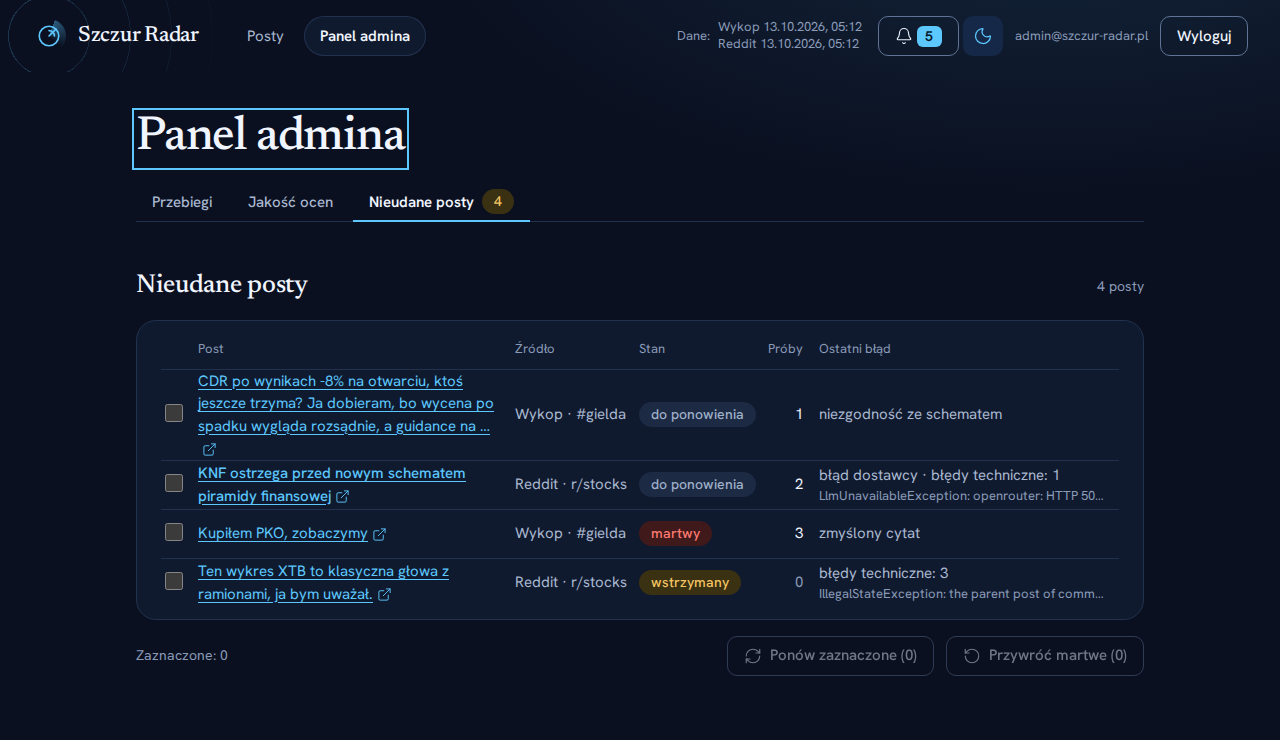 Szczur Radar
Posty
Panel admina
Dane:
Wykop 13.10.2026, 05:12
Reddit 13.10.2026, 05:12
5
admin@szczur-radar.pl
Wyloguj
Panel admina
Przebiegi
Jakość ocen
Nieudane posty
4
Nieudane posty
4 posty
Post
Źródło
Stan
Próby
Ostatni błąd
CDR po wynikach -8% na otwarciu, ktoś
jeszcze trzyma? Ja dobieram, bo wycena po
spadku wygląda rozsądnie, a guidance na ...
Wykop · #gielda
do ponowienia
1
niezgodność ze schematem
KNF ostrzega przed nowym schematem
piramidy finansowej
Reddit · r/stocks
do ponowienia
2
błąd dostawcy · błędy techniczne: 1
LlmUnavailableException: openrouter: HTTP 50...
Kupiłem PKO, zobaczymy
Wykop · #gielda
martwy
3
zmyślony cytat
Ten wykres XTB to klasyczna głowa z
ramionami, ja bym uważał.
Reddit · r/stocks
wstrzymany
0
błędy techniczne: 3
IllegalStateException: the parent post of comm...
Zaznaczone: 0
Ponów zaznaczone (0)
Przywróć martwe (0)